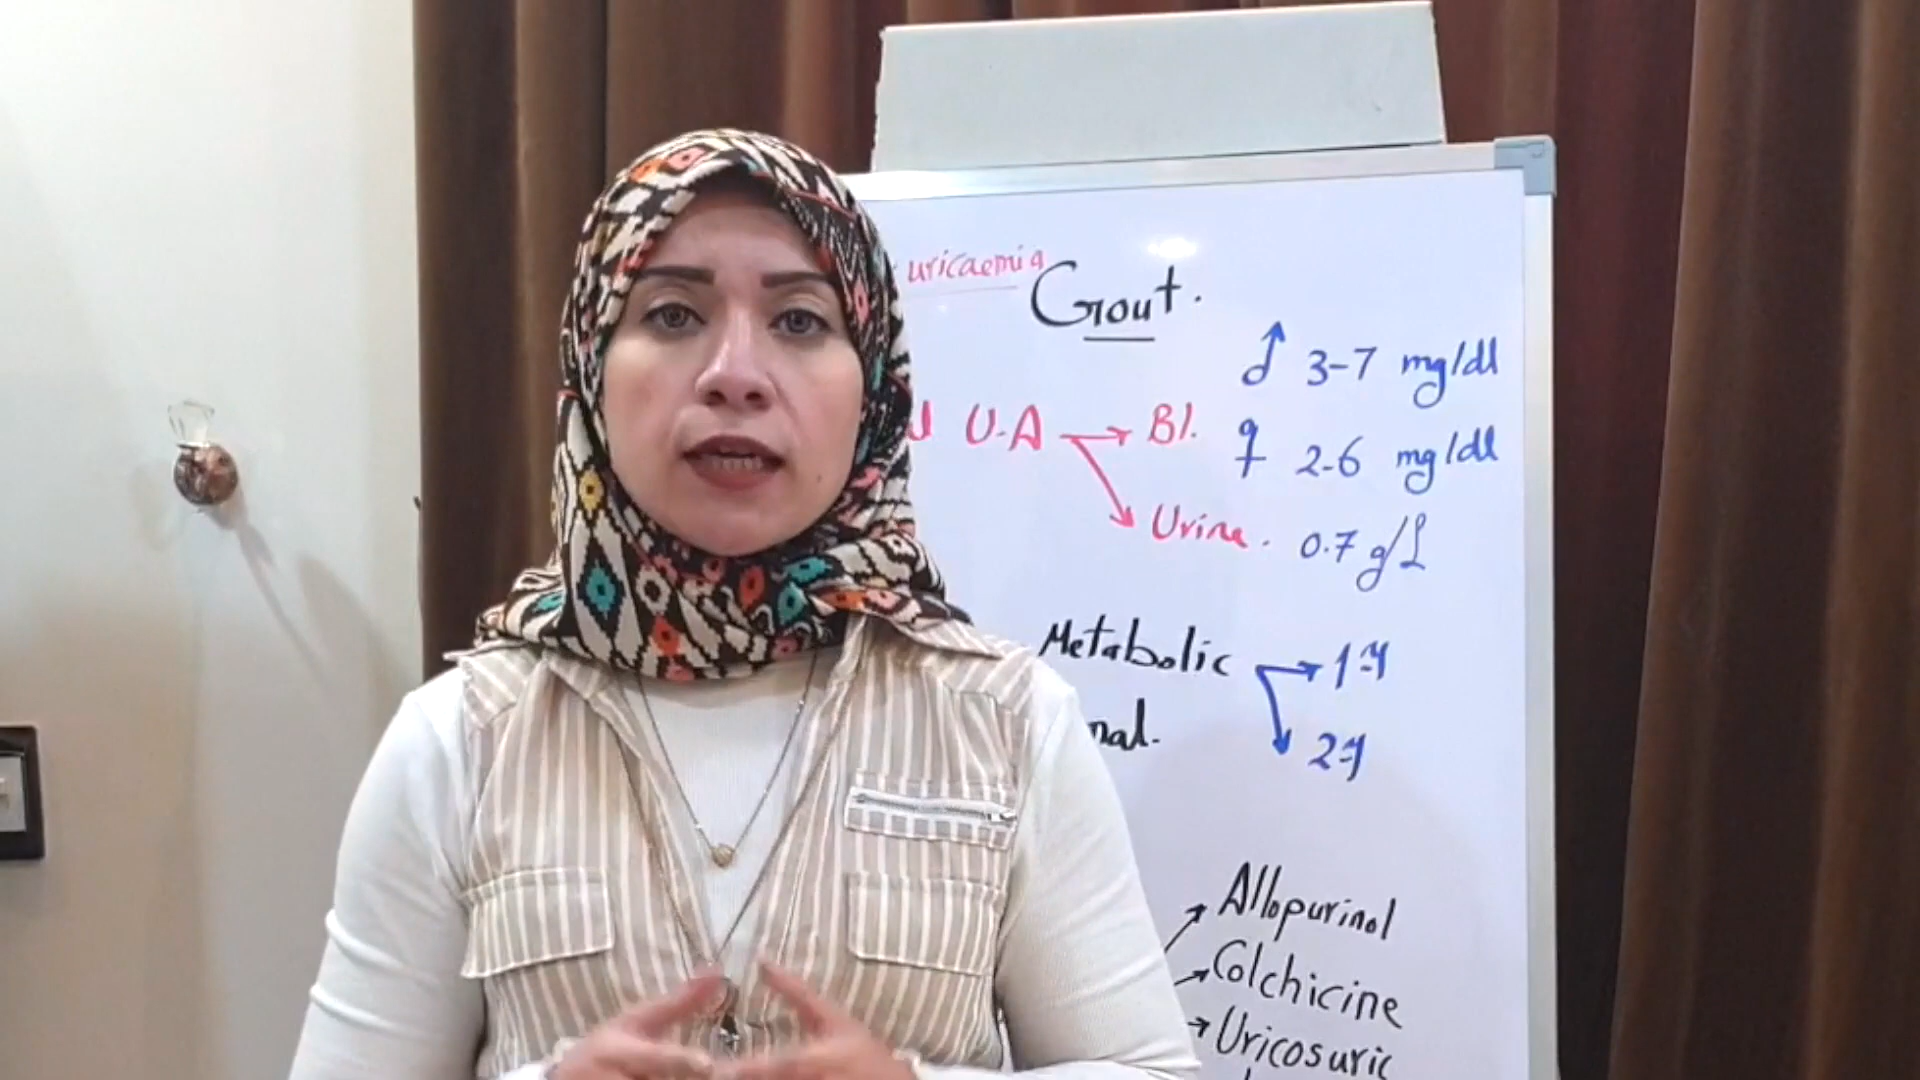 uricaemia
Gout.
♂ 3-7 mg/dl
U.A → Bl. ♀ 2-6 mg/dl
Urine. 0.7 g/L
Metabolic → 1ry
nal. 2ry
→ Allopurinol
→ Colchicine
→ Uricosuric